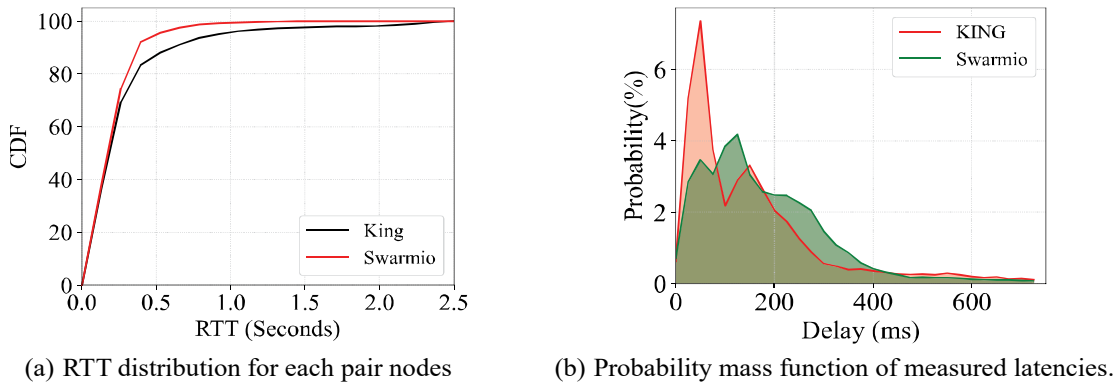 100
80
60
40
20
0
CDF
King
Swarmio
0.0 0.5 1.0 1.5 2.0 2.5
RTT (Seconds)
(a) RTT distribution for each pair nodes
6
4
2
0
Probability(%)
KING
Swarmio
0 200 400 600
Delay (ms)
(b) Probability mass function of measured latencies.